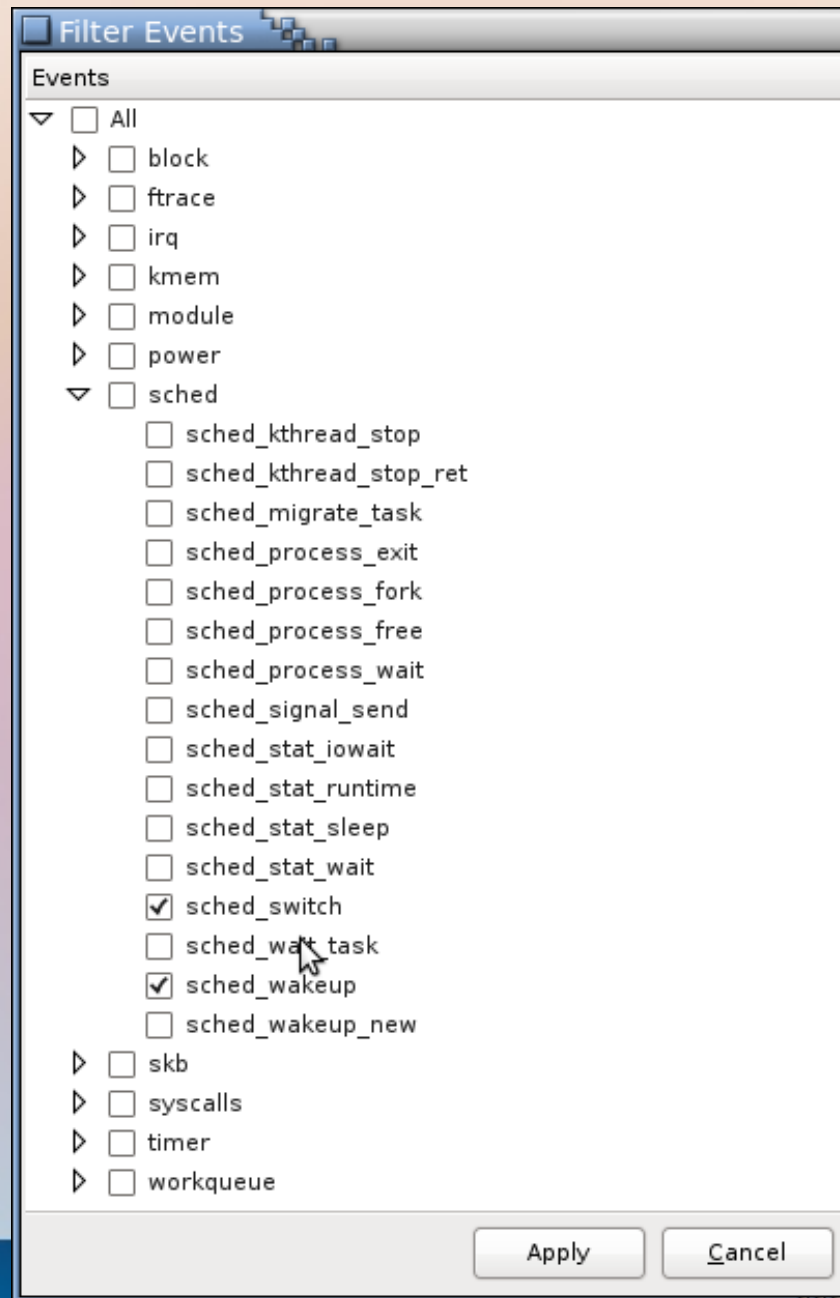 Filter Events
Events
All
block
ftrace
irq
kmem
module
power
sched
sched_kthread_stop
sched_kthread_stop_ret
sched_migrate_task
sched_process_exit
sched_process_fork
sched_process_free
sched_process_wait
sched_signal_send
sched_stat_iowait
sched_stat_runtime
sched_stat_sleep
sched_stat_wait
sched_switch
sched_wait_task
sched_wakeup
sched_wakeup_new
skb
syscalls
timer
workqueue
Apply Cancel